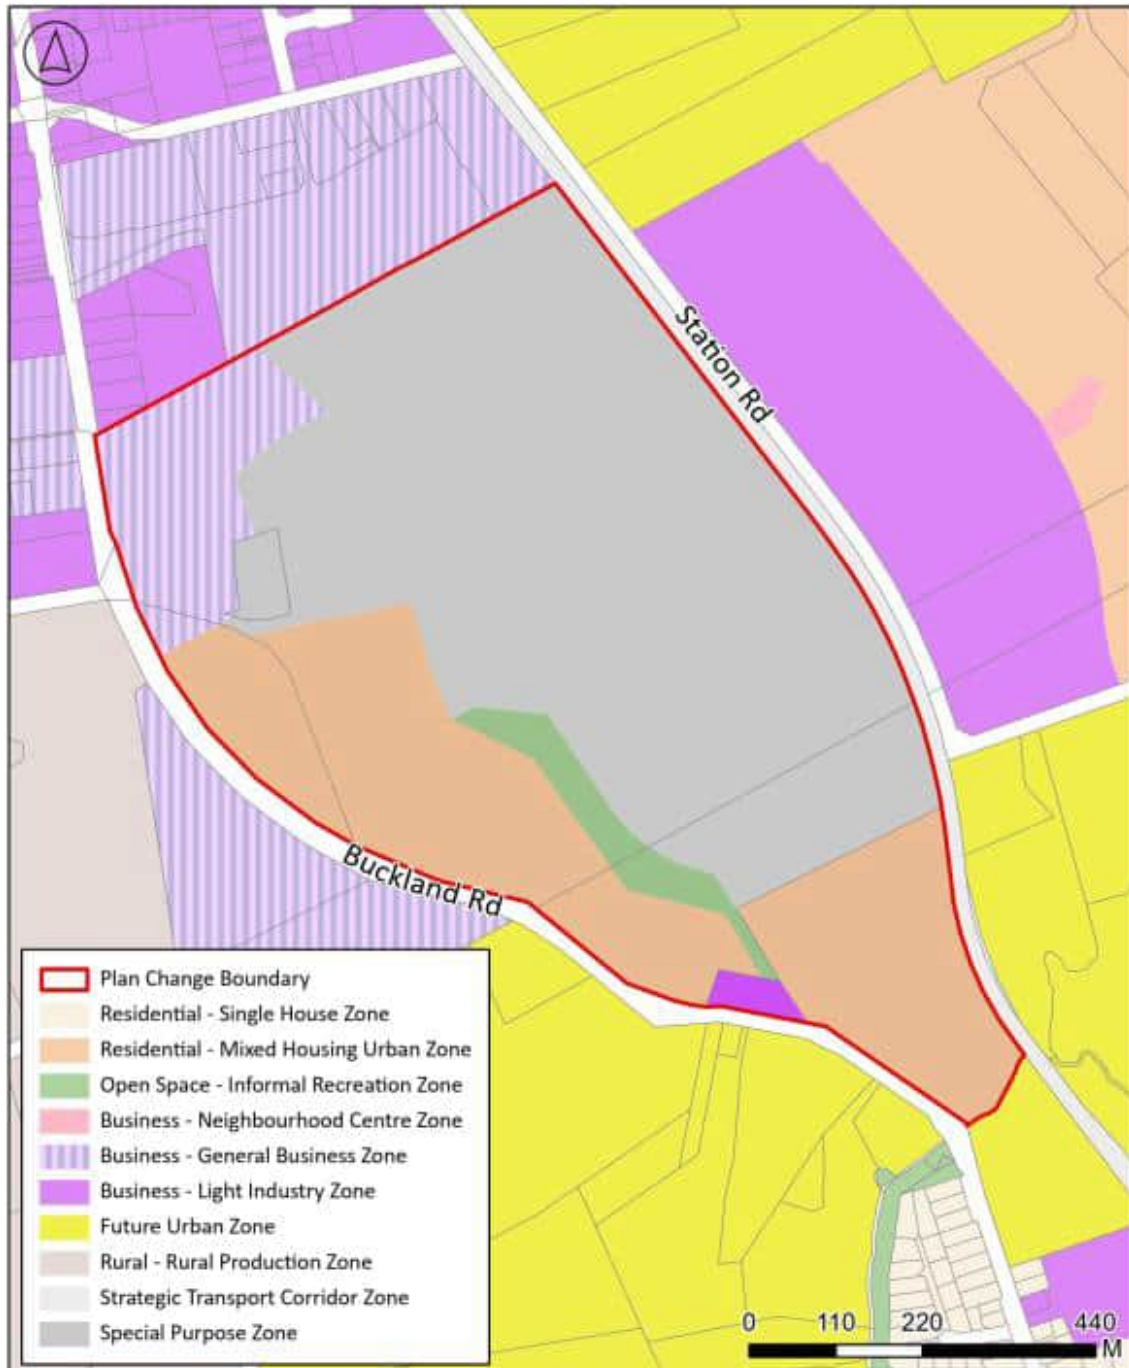 Station Rd
Buckland Rd
Plan Change Boundary
Residential - Single House Zone
Residential - Mixed Housing Urban Zone
Open Space - Informal Recreation Zone
Business - Neighbourhood Centre Zone
Business - General Business Zone
Business - Light Industry Zone
Future Urban Zone
Rural - Rural Production Zone
Strategic Transport Corridor Zone
Special Purpose Zone
0 110 220 440
M